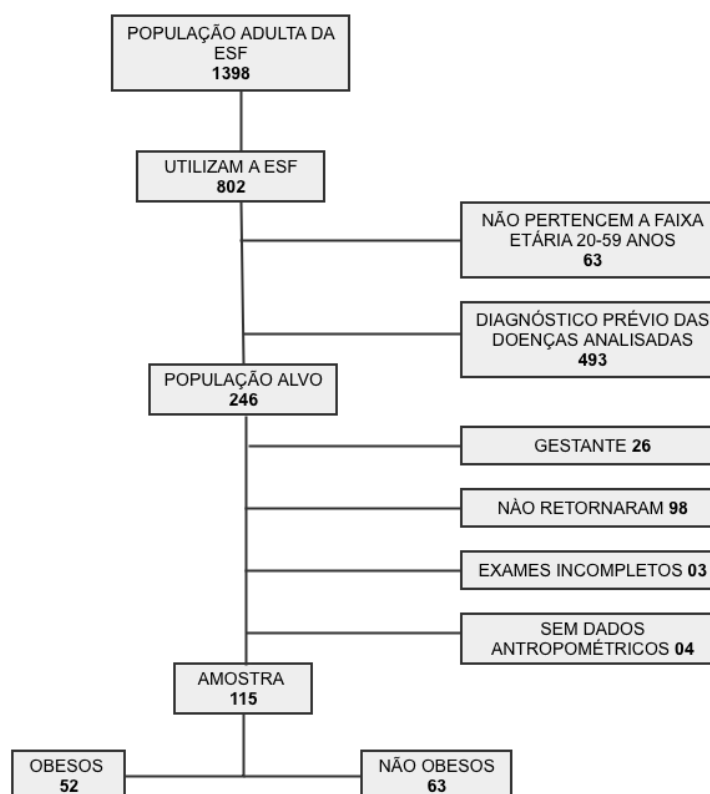 POPULAÇÃO ADULTA DA
ESF
1398
UTILIZAM A ESF
802
NÃO PERTENCEM A FAIXA
ETÁRIA 20-59 ANOS
63
DIAGNÓSTICO PRÉVIO DAS
DOENÇAS ANALISADAS
493
POPULAÇÃO ALVO
246
GESTANTE 26
NÀO RETORNARAM 98
EXAMES INCOMPLETOS 03
SEM DADOS
ANTROPOMÉTRICOS 04
AMOSTRA
115
OBESOS
52
NÃO OBESOS
63